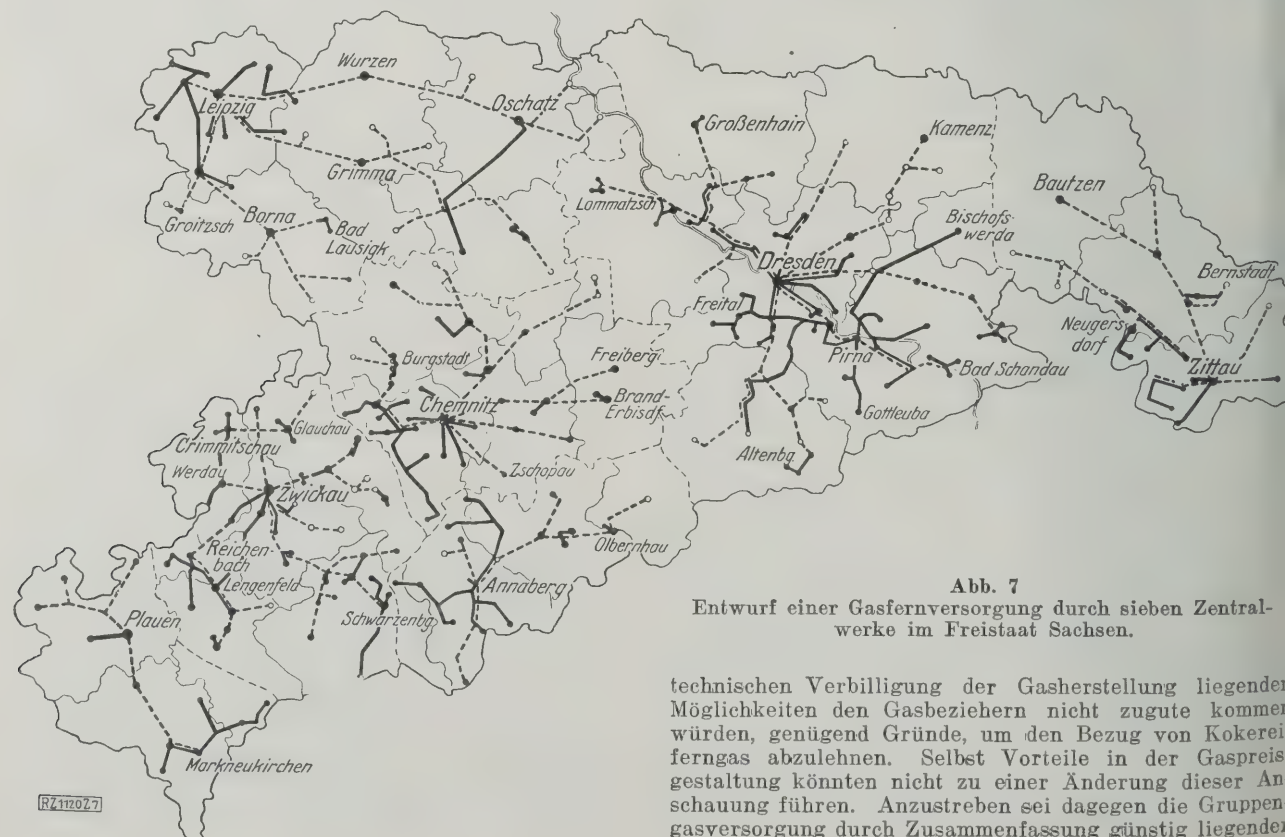 Wurzen
Leipzig
Oschatz
Großenhain
Kamenz
Grimma
Lommatzsch
Bautzen
Groitzsch
Borna
Bad
Lausigk
Bischofs-
werda
Dresden
Bernstadt
Freital
Neugers
dorf
Burgstadt
Freiberg
Pirna
Zittau
Bad Schandau
Chemnitz
Brand-
Erbisdf.
Gottleuba
Glauchau
Crimmitschau
Werdau
Zschopau
Altenbg.
Zwickau
Reichen-
bach
Olbernhau
Lengenfeld
Annaberg
Schwarzenbg.
Plauen
Markneukirchen
RZ1120Z7
Abb. 7
Entwurf einer Gasfernversorgung durch sieben Zentral-
werke im Freistaat Sachsen.
technischen Verbilligung der Gasherstellung liegenden
Möglichkeiten den Gasbeziehern nicht zugute kommen
würden, genügend Gründe, um den Bezug von Kokerei-
ferngas abzulehnen. Selbst Vorteile in der Gaspreis-
gestaltung könnten nicht zu einer Änderung dieser An-
schauung führen. Anzustreben sei dagegen die Gruppen-
gasversorgung durch Zusammenfassung günstig liegender